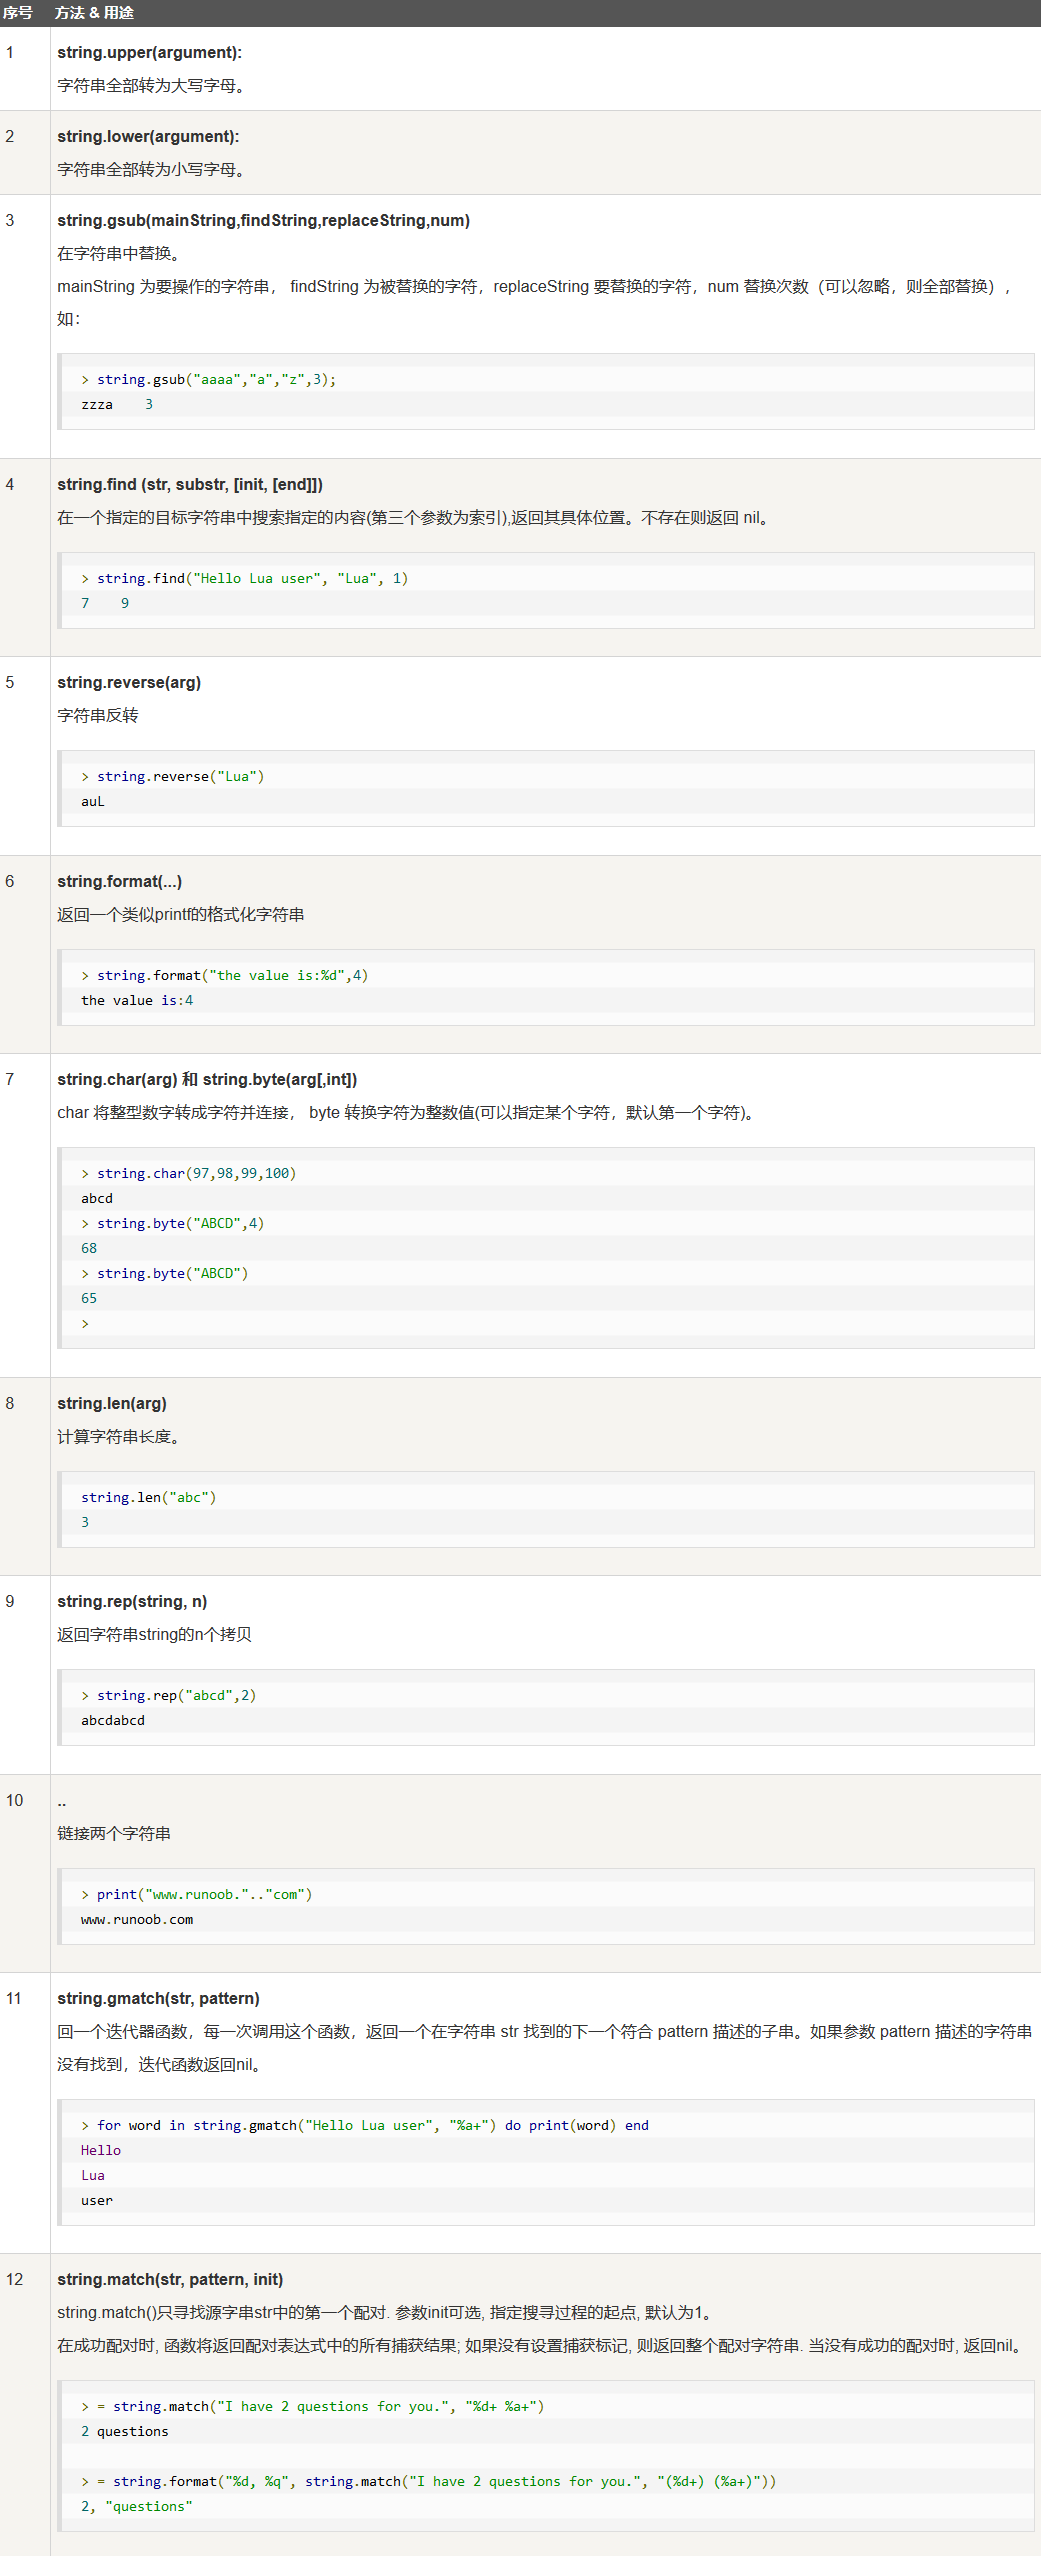 序号 方法 & 用途
1 string.upper(argument):
字符串全部转为大写字母。
2 string.lower(argument):
字符串全部转为小写字母。
3 string.gsub(mainString,findString,replaceString,num)
在字符串中替换。
mainString 为要操作的字符串， findString 为被替换的字符，replaceString 要替换的字符，num 替换次数（可以忽略，则全部替换），
如：
> string.gsub("aaaa","a","z",3);
zzza    3
4 string.find (str, substr, [init, [end]])
在一个指定的目标字符串中搜索指定的内容(第三个参数为索引),返回其具体位置。不存在则返回 nil。
> string.find("Hello Lua user", "Lua", 1)
7    9
5 string.reverse(arg)
字符串反转
> string.reverse("Lua")
auL
6 string.format(...)
返回一个类似printf的格式化字符串
> string.format("the value is:%d",4)
the value is:4
7 string.char(arg) 和 string.byte(arg[,int])
char 将整型数字转成字符并连接， byte 转换字符为整数值(可以指定某个字符，默认第一个字符)。
> string.char(97,98,99,100)
abcd
> string.byte("ABCD",4)
68
> string.byte("ABCD")
65
>
8 string.len(arg)
计算字符串长度。
string.len("abc")
3
9 string.rep(string, n)
返回字符串string的n个拷贝
> string.rep("abcd",2)
abcdabcd
10 ..
链接两个字符串
> print("www.runoob.".."com")
www.runoob.com
11 string.gmatch(str, pattern)
回一个迭代器函数，每一次调用这个函数，返回一个在字符串 str 找到的下一个符合 pattern 描述的子串。如果参数 pattern 描述的字符串
没有找到，迭代函数返回nil。
> for word in string.gmatch("Hello Lua user", "%a+") do print(word) end
Hello
Lua
user
12 string.match(str, pattern, init)
string.match()只寻找源字串str中的第一个配对. 参数init可选, 指定搜寻过程的起点, 默认为1。
在成功配对时, 函数将返回配对表达式中的所有捕获结果; 如果没有设置捕获标记, 则返回整个配对字符串. 当没有成功的配对时, 返回nil。
> = string.match("I have 2 questions for you.", "%d+ %a+")
2 questions
> = string.format("%d, %q", string.match("I have 2 questions for you.", "(%d+) (%a+)"))
2, "questions"